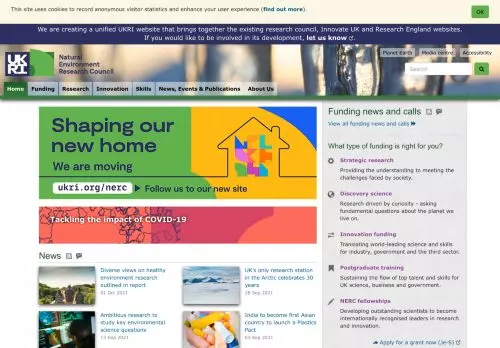 This site uses cookies to record anonymous visitor statistics and enhance your user experience (find out more).
OK
We are creating a unified UKRI website that brings together the existing research council, Innovate UK and Research England websites.
If you would like to be involved in its development, let us know.
UK
RI
Natural
Environment
Research Council
Planet Earth
Media centre
Accessibility
Search
Home
Funding
Research
Innovation
Skills
News, Events & Publications
About Us
Shaping our
new home
We are moving
ukri.org/nerc
Follow us to our new site
Tackling the impact of COVID-19
News
Diverse views on healthy
environment research
outlined in report
01 Oct 2021
UK's only research station
in the Arctic celebrates 30
years
28 Sep 2021
Ambitious research to
study key environmental
science questions
13 Sep 2021
India to become first Asian
country to launch a Plastics
Pact
03 Sep 2021
Funding news and calls
View all funding news and calls
What type of funding is right for you?
Strategic research
Providing the understanding to meeting the
challenges faced by society.
Discovery science
Research driven by curiosity - asking
fundamental questions about the planet we
live on.
Innovation funding
Translating world-leading science and skills
for industry, government and the third sector.
Postgraduate training
Sustaining the flow of top talent and skills for
UK science, business and government.
NERC fellowships
Developing outstanding scientists to become
internationally recognised leaders in research
and innovation.
Apply for a grant now (Je-S)